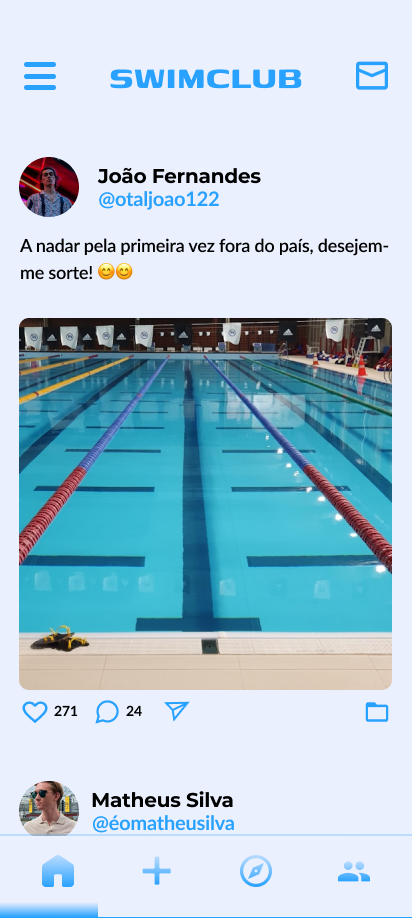 SWIMCLUB
João Fernandes
@otaljoao122
A nadar pela primeira vez fora do país, desejem-
me sorte! 😊😊
271
24
Matheus Silva
@éomatheusilva